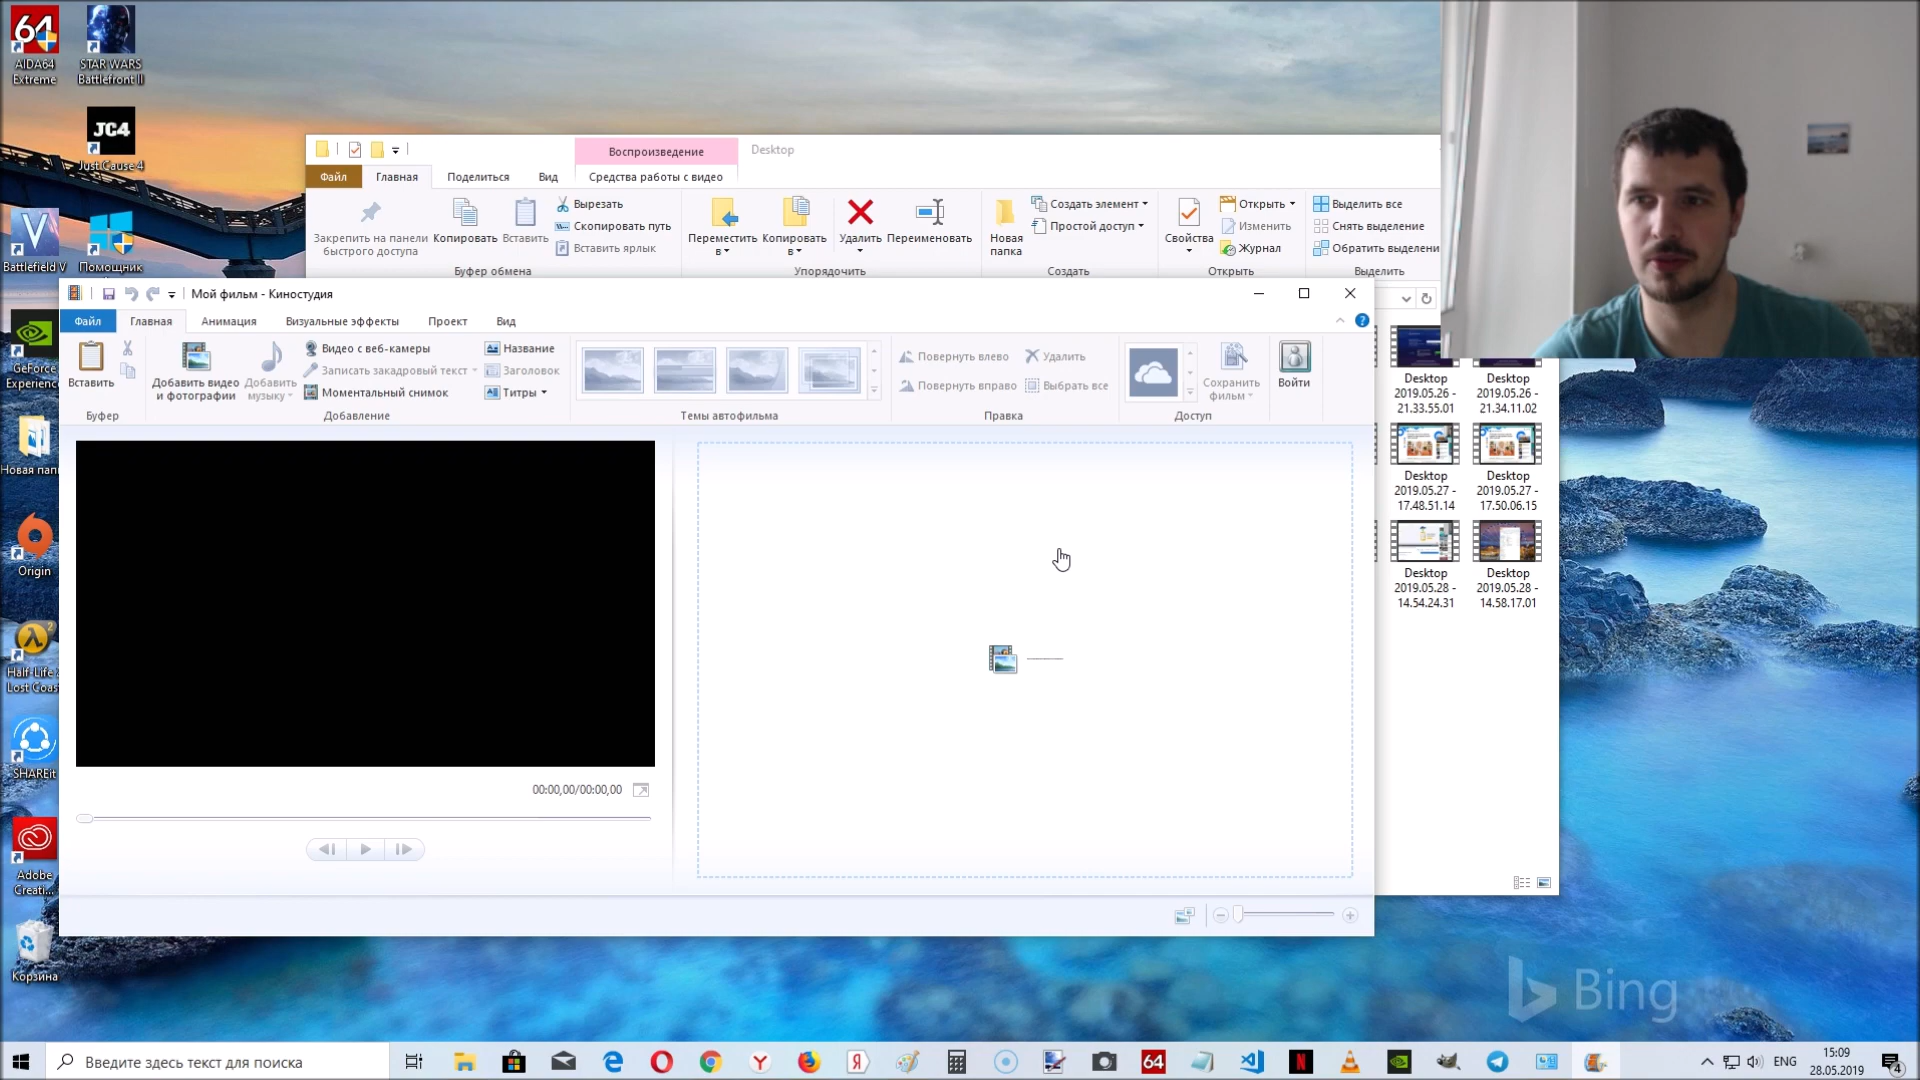 AIDA64
Extreme
STAR WARS
Battlefront II
JC4
Just Cause 4
Battlefield V
Помощник
GeForce
Experience
Новая пап
Origin
Half-Life
Lost Coas
SHAREit
Adobe
Creati...
Корзина
Воспроизведение
Desktop
Файл
Главная
Поделиться
Вид
Средства работы с видео
Закрепить на панели
быстрого доступа
Копировать
Вставить
Вырезать
Скопировать путь
Вставить ярлык
Буфер обмена
Переместить
в
Копировать
в
Удалить
Переименовать
Упорядочить
Новая
папка
Создать элемент
Простой доступ
Создать
Свойства
Открыть
Изменить
Журнал
Открыть
Выделить все
Снять выделение
Обратить выделени
Выделить
Мой фильм - Киностудия
Файл
Главная
Анимация
Визуальные эффекты
Проект
Вид
Вставить
Буфер
Добавить видео
и фотографии
Добавить
музыку
Видео с веб-камеры
Записать закадровый текст
Моментальный снимок
Добавление
Название
Заголовок
Титры
Темы автофильма
Повернуть влево
Повернуть вправо
Удалить
Выбрать все
Правка
Сохранить
фильм
Доступ
Войти
00:00,00/00:00,00
Desktop
2019.05.26 -
21.33.55.01
Desktop
2019.05.26 -
21.34.11.02
Desktop
2019.05.27 -
17.48.51.14
Desktop
2019.05.27 -
17.50.06.15
Desktop
2019.05.28 -
14.54.24.31
Desktop
2019.05.28 -
14.58.17.01
Bing
Введите здесь текст для поиска
64
ENG
15:09
28.05.2019
4